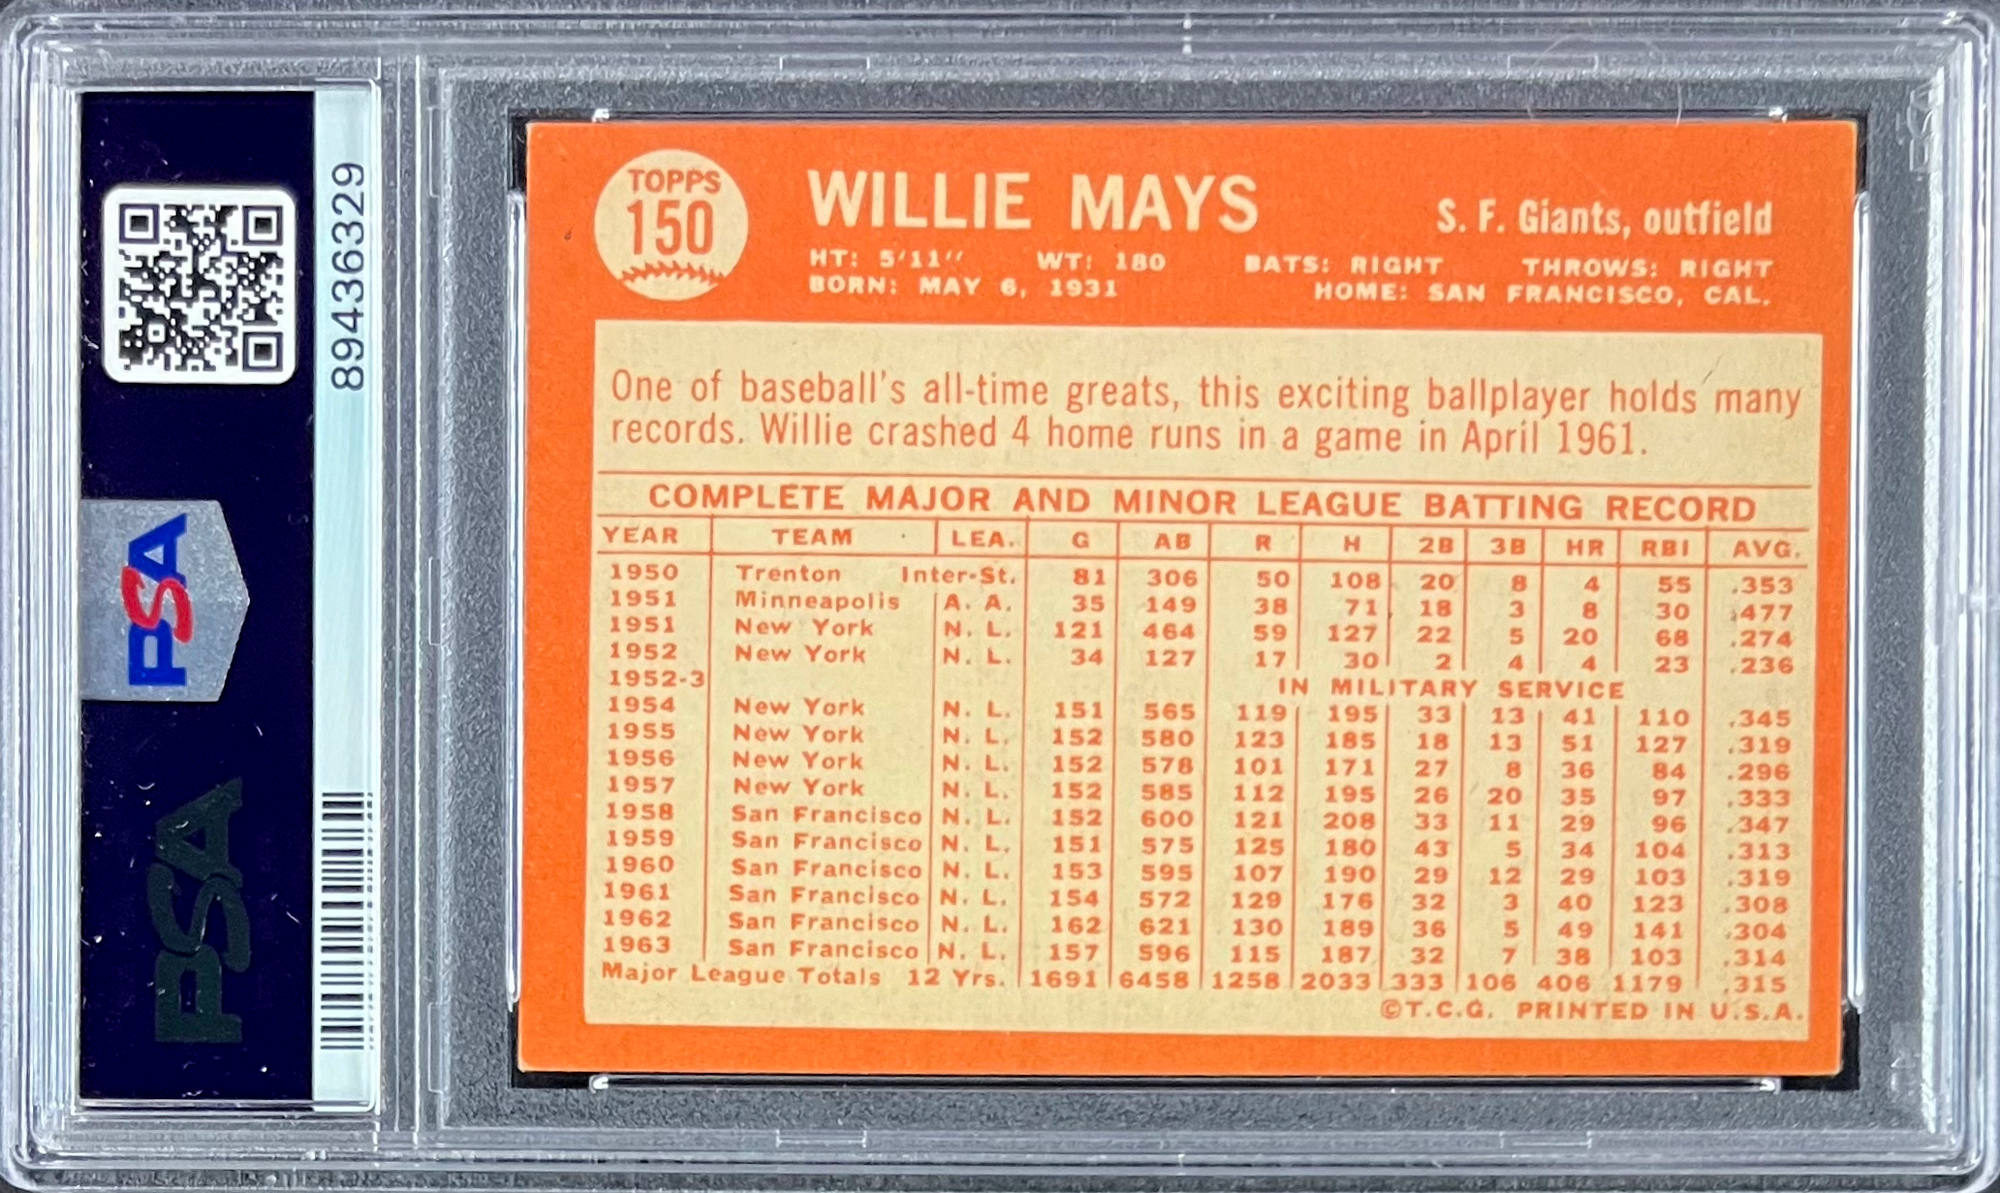 TOPPS
150
WILLIE MAYS
S. F. Giants, outfield
HT: 5'11" WT: 180 BATS: RIGHT THROWS: RIGHT
BORN: MAY 6, 1931 HOME: SAN FRANCISCO, CAL.
One of baseball's all-time greats, this exciting ballplayer holds many
records. Willie crashed 4 home runs in a game in April 1961.
COMPLETE MAJOR AND MINOR LEAGUE BATTING RECORD
YEAR TEAM LEA. G AB R H 2B 3B HR RBI AVG.
1950 Trenton Inter-St. 81 306 50 108 20 8 4 55 .353
1951 Minneapolis A. A. 35 149 38 71 18 3 8 30 .477
1951 New York N. L. 121 464 59 127 22 5 20 68 .274
1952 New York N. L. 34 127 17 30 2 4 4 23 .236
1952-3 IN MILITARY SERVICE
1954 New York N. L. 151 565 119 195 33 13 41 110 .345
1955 New York N. L. 152 580 123 185 18 13 51 127 .319
1956 New York N. L. 152 578 101 171 27 8 36 84 .296
1957 New York N. L. 152 585 112 195 26 20 35 97 .333
1958 San Francisco N. L. 152 600 121 208 33 11 29 96 .347
1959 San Francisco N. L. 151 575 125 180 43 5 34 104 .313
1960 San Francisco N. L. 153 595 107 190 29 12 29 103 .319
1961 San Francisco N. L. 154 572 129 176 32 3 40 123 .308
1962 San Francisco N. L. 162 621 130 189 36 5 49 141 .304
1963 San Francisco N. L. 157 596 115 187 32 7 38 103 .314
Major League Totals 12 Yrs. 1691 6458 1258 2033 333 106 406 1179 .315
©T.C.G. PRINTED IN U.S.A.
89436329
PSA
PSA